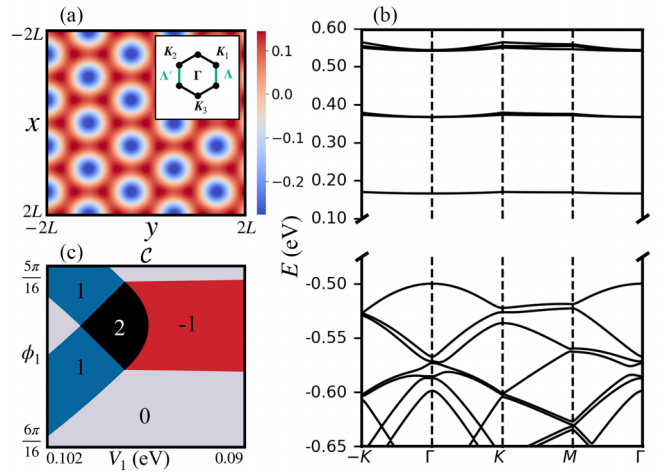 (a)
−2L
x
2L
−2L
y
2L
K₂
K₁
Λ′
Γ
Λ
K₃
0.1
0.0
−0.1
−0.2
(b)
0.60
0.50
0.40
0.30
0.20
0.10
E (eV)
-0.50
-0.55
-0.60
-0.65
−K
Γ
K
M
Γ
(c)
C
5π/16
ϕ₁
6π/16
1
2
-1
1
0
0.102
V₁ (eV)
0.09